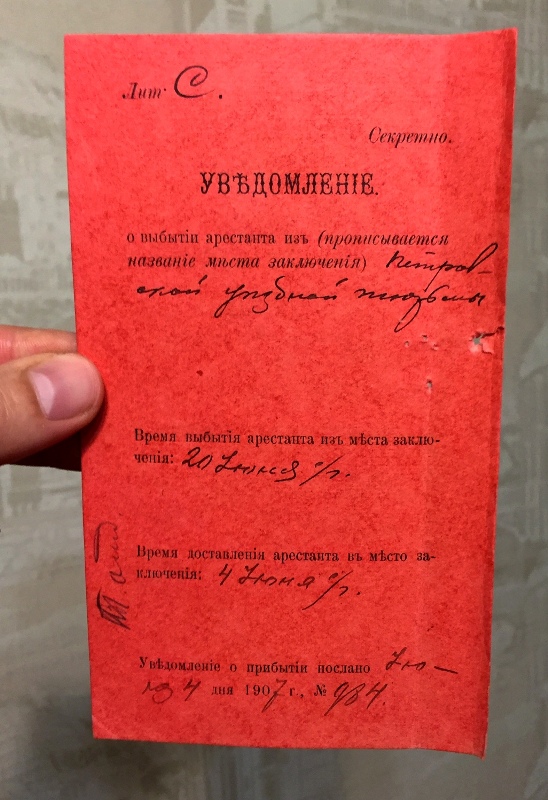 Лит. С.
Секретно.
УВѢДОМЛЕНІЕ.
о выбытіи арестанта изъ (прописывается
названіе мѣста заключенія) Петров-
ской уѣздной тюрьмы
Время выбытія арестанта изъ мѣста заклю-
ченія: 20 Іюня с/г.
Время доставленія арестанта въ мѣсто за-
ключенія: 4 Іюня с/г.
Увѣдомленіе о прибытіи послано Ію-
ня 4 дня 1907 г., № 984.